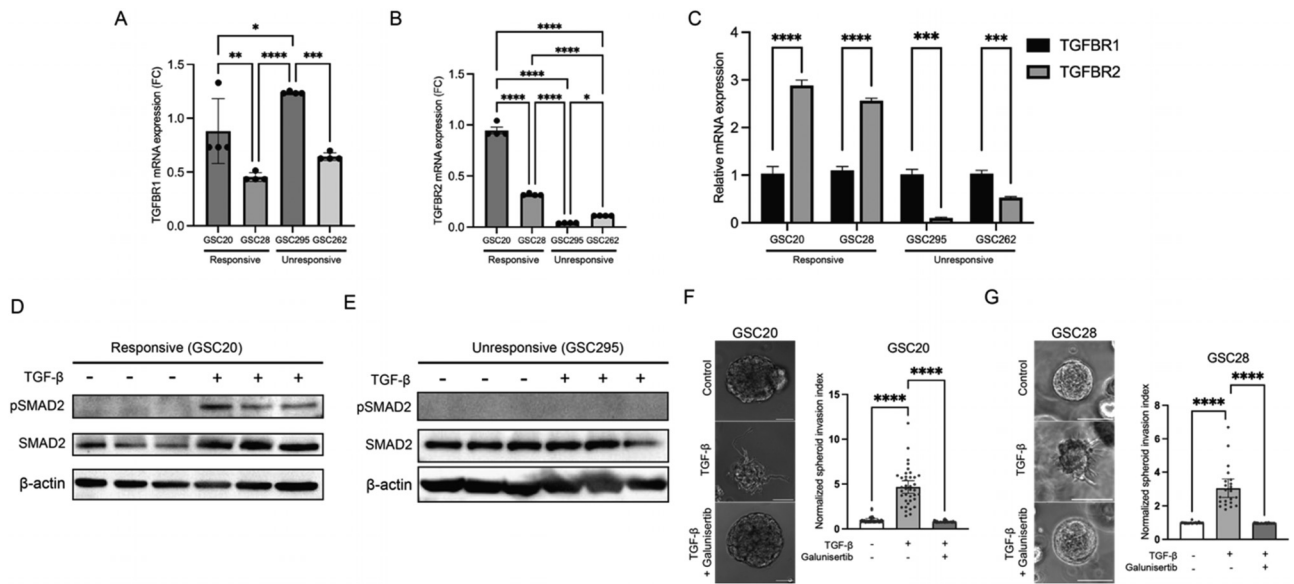 A
TGFBR1 mRNA expression (FC)
1.5
1.0
0.5
0.0
*
** **** ***
GSC20 GSC28 GSC295 GSC262
Responsive Unresponsive
B
TGFBR2 mRNA expression (FC)
1.5
1.0
0.5
0.0
****
****
****
**** **** *
GSC20 GSC28 GSC295 GSC262
Responsive Unresponsive
C
Relative mRNA expression
4
3
2
1
0
**** **** *** ***
TGFBR1
TGFBR2
GSC20 GSC28 GSC295 GSC262
Responsive Unresponsive
D
Responsive (GSC20)
TGF-β - - - + + +
pSMAD2
SMAD2
β-actin
E
Unresponsive (GSC295)
TGF-β - - - + + +
pSMAD2
SMAD2
β-actin
F
GSC20
Control
TGF-β
TGF-β
+ Galunisertib
GSC20
Normalized spheroid invasion index
15
10
5
0
****
****
TGF-β - + +
Galunisertib - - +
G
GSC28
Control
TGF-β
TGF-β
+ Galunisertib
GSC28
Normalized spheroid invasion index
8
6
4
2
0
****
****
TGF-β - + +
Galunisertib - - +